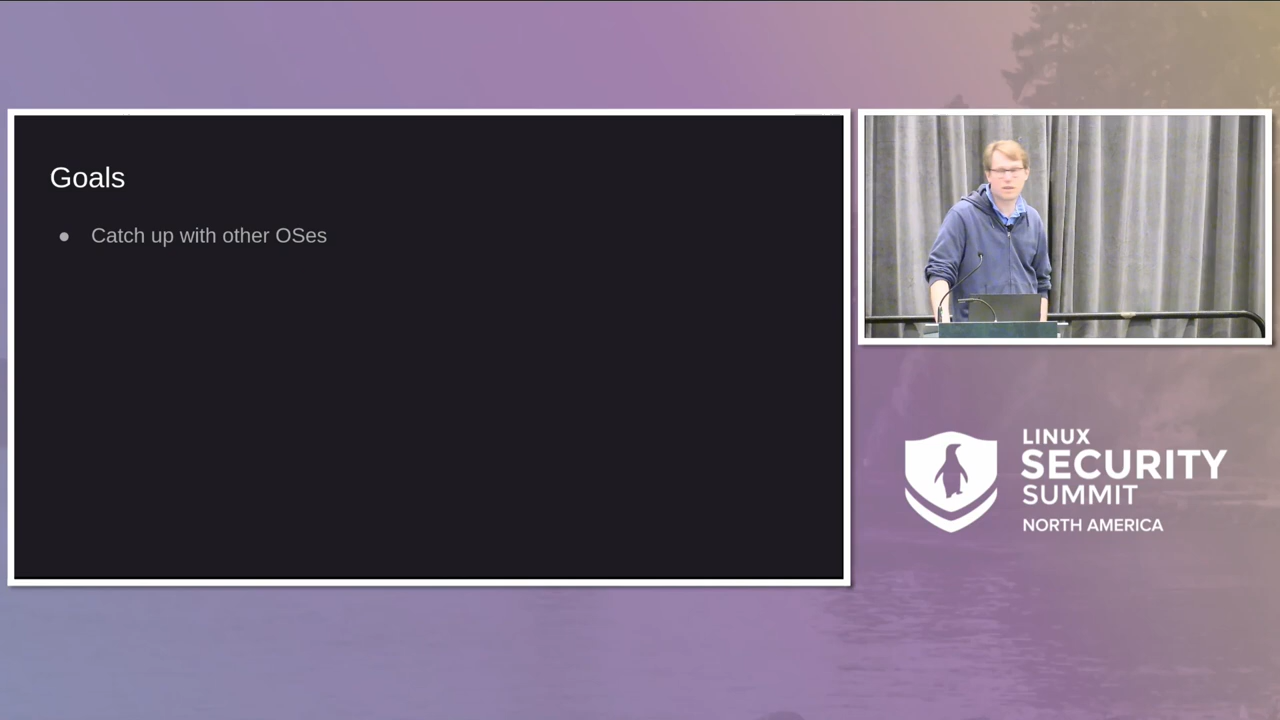 Goals
● Catch up with other OSes
LINUX
SECURITY
SUMMIT
NORTH AMERICA